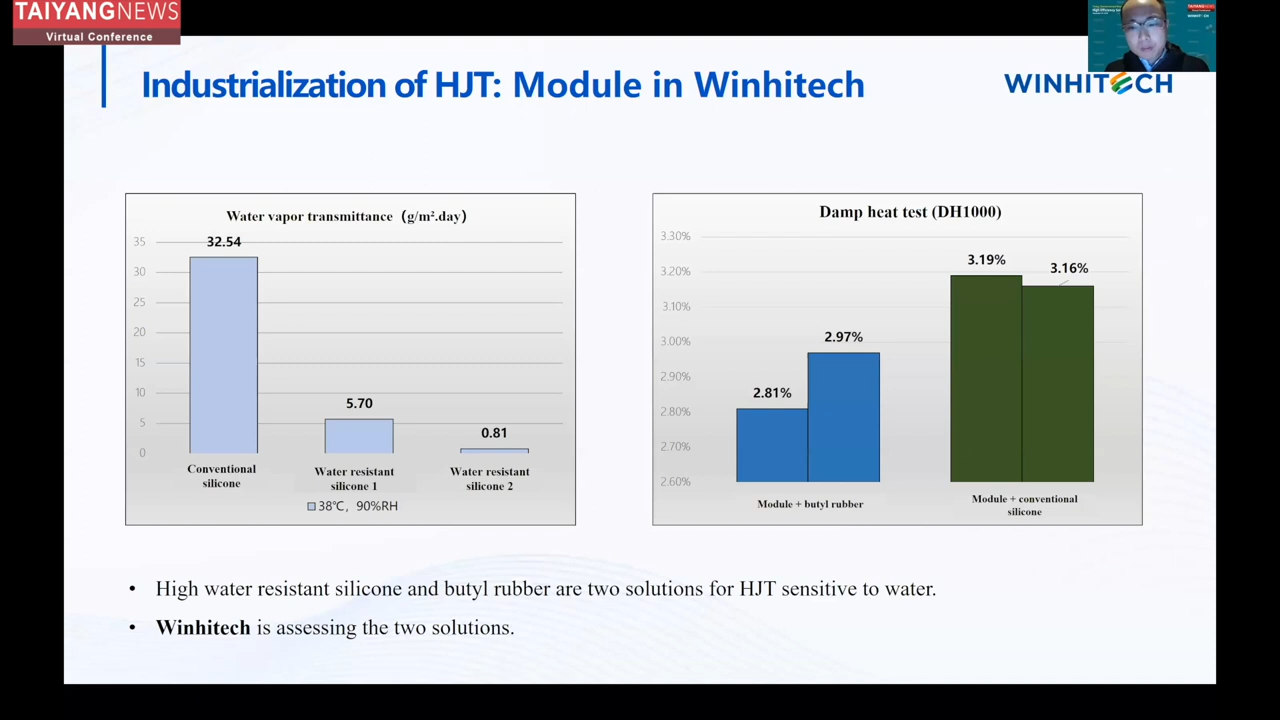 TAIYANGNEWS
Virtual Conference
Industrialization of HJT: Module in Winhitech
WINHITECH
Water vapor transmittance（g/m².day）
35
30
25
20
15
10
5
0
32.54
5.70
0.81
Conventional
silicone
Water resistant
silicone 1
Water resistant
silicone 2
38℃，90%RH
Damp heat test (DH1000)
3.30%
3.20%
3.10%
3.00%
2.90%
2.80%
2.70%
2.60%
2.81%
2.97%
3.19%
3.16%
Module + butyl rubber
Module + conventional
silicone
• High water resistant silicone and butyl rubber are two solutions for HJT sensitive to water.
• Winhitech is assessing the two solutions.